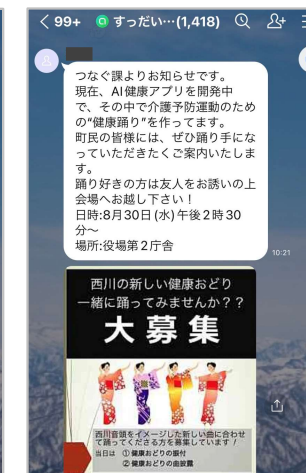 < 99+ すっだい…(1,418)
つなぐ課よりお知らせです。
現在、AI健康アプリを開発中
で、その中で介護予防運動のため
の“健康踊り”を作ってます。
町民の皆様には、ぜひ踊り手にな
っていただきたくご案内いたしま
す。
踊り好きの方は友人をお誘いの上
会場へお越し下さい！
日時:8月30日(水)午後2時30
分〜
場所:役場第2庁舎
10:21
西川の新しい健康おどり
一緒に踊ってみませんか？？
大募集
西川音頭をイメージした新しい曲に合わせ
て踊ってくださる方を募集しています！
当日は ①健康おどりの振付
②健康おどりの曲披露